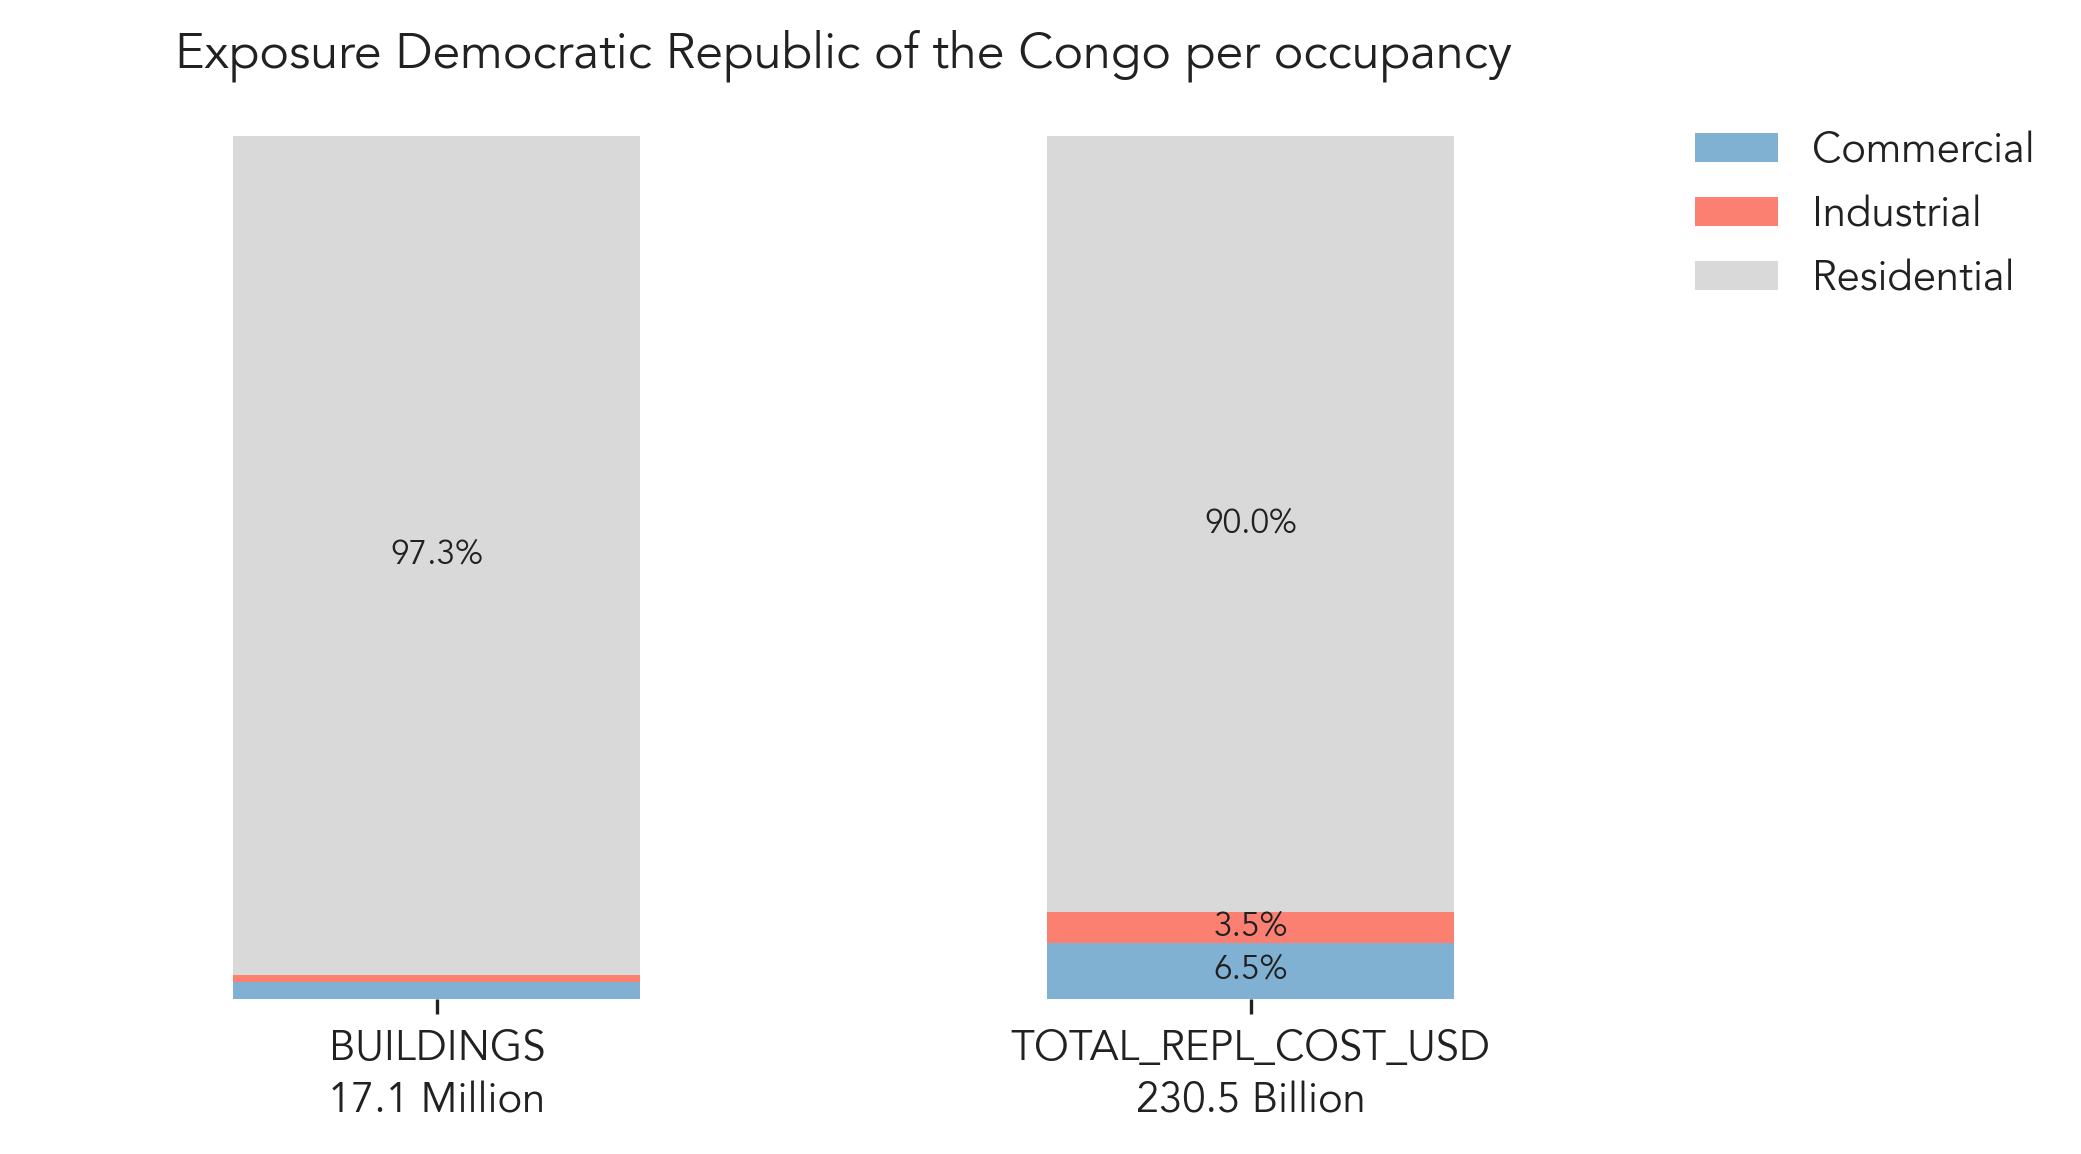 Exposure Democratic Republic of the Congo per occupancy
Commercial
Industrial
Residential
97.3%
90.0%
3.5%
6.5%
BUILDINGS
17.1 Million
TOTAL_REPL_COST_USD
230.5 Billion